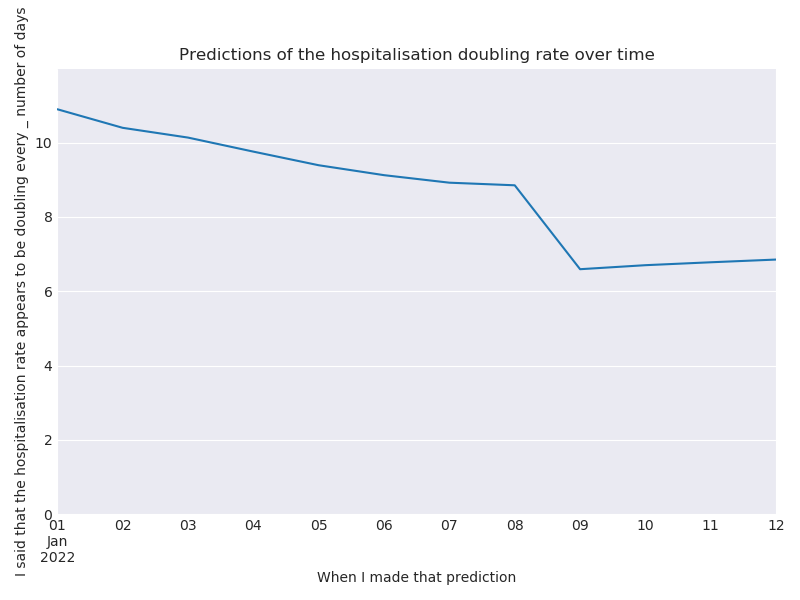 Predictions of the hospitalisation doubling rate over time
I said that the hospitalisation rate appears to be doubling every _ number of days
10
8
6
4
2
0
01 02 03 04 05 06 07 08 09 10 11 12
Jan
2022
When I made that prediction